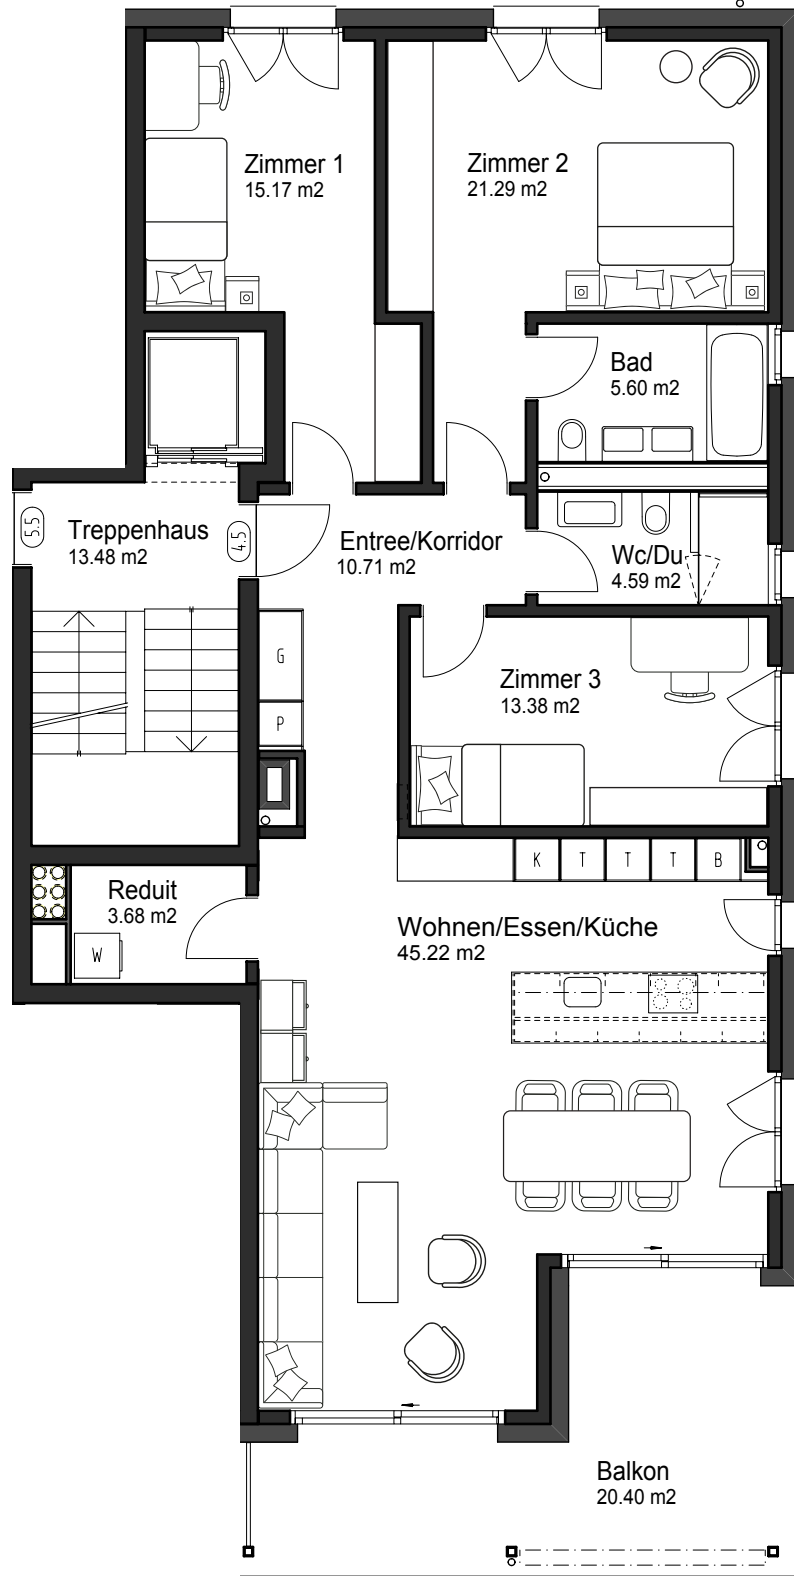 Zimmer 1
15.17 m2
Zimmer 2
21.29 m2
Bad
5.60 m2
5.5
Treppenhaus
13.48 m2
4.5
Entree/Korridor
10.71 m2
Wc/Du
4.59 m2
G
P
Zimmer 3
13.38 m2
K T T T B
Reduit
3.68 m2
W
Wohnen/Essen/Küche
45.22 m2
Balkon
20.40 m2